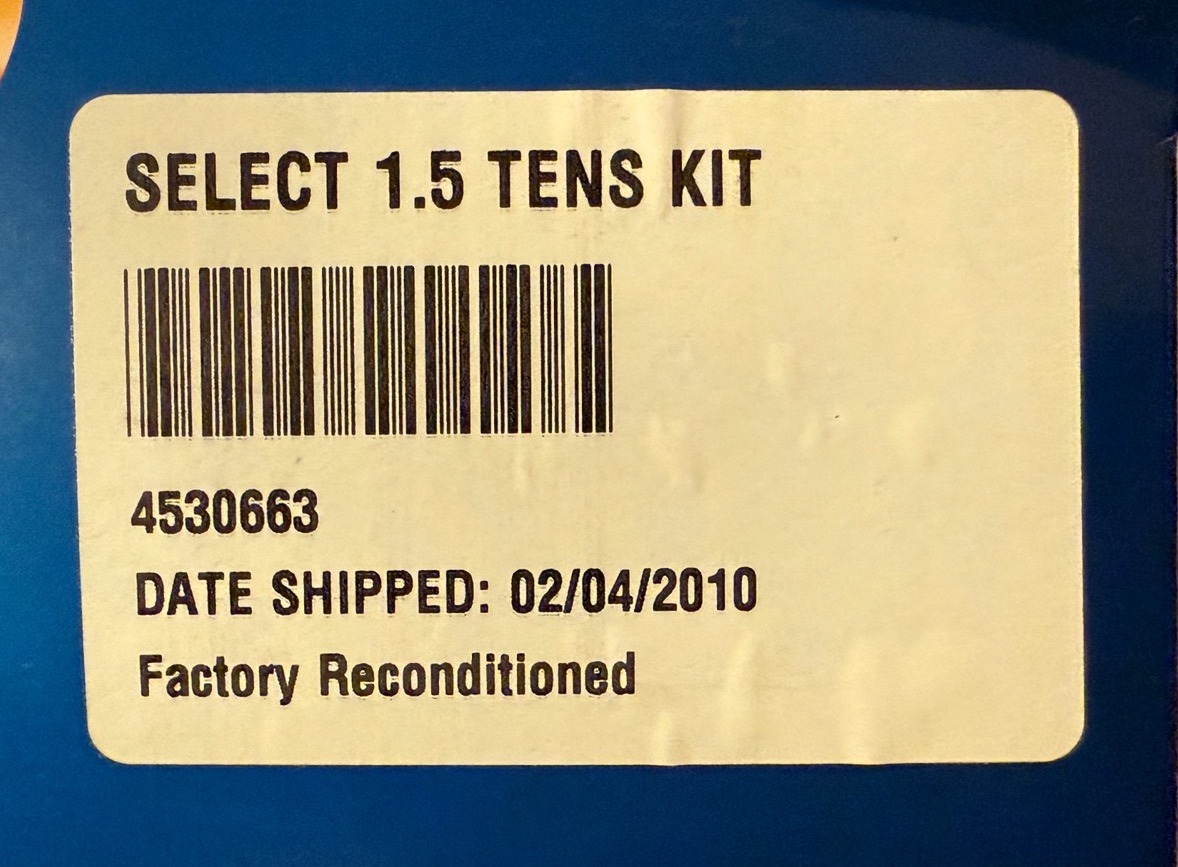 SELECT 1.5 TENS KIT
4530663
DATE SHIPPED: 02/04/2010
Factory Reconditioned